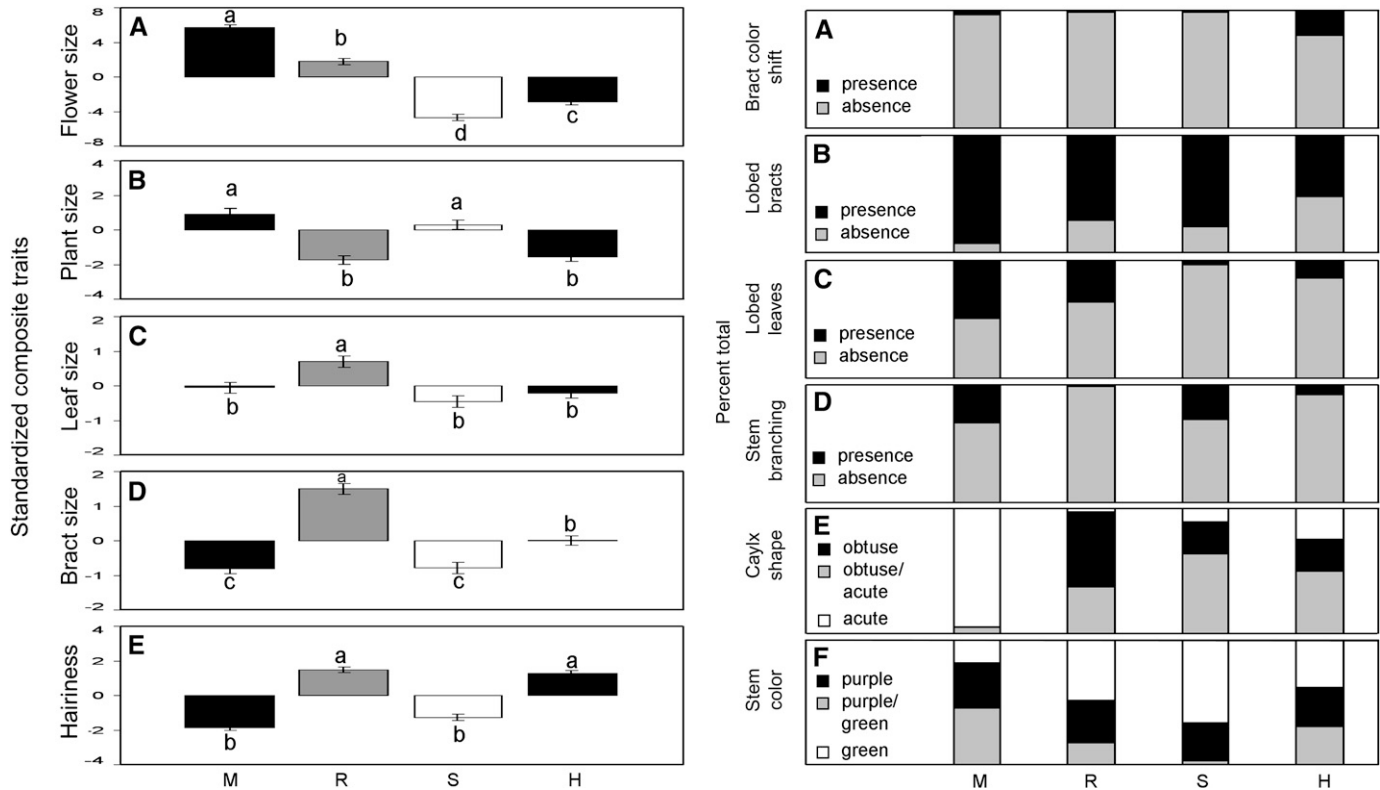 Standardized composite traits
A
Flower size
8
4
0
-4
-8
a
b
d
c
B
Plant size
4
2
0
-2
-4
a
b
a
b
C
Leaf size
2
1
0
-1
-2
b
a
b
b
D
Bract size
2
1
0
-1
-2
c
a
c
b
E
Hairiness
4
2
0
-2
-4
b
a
b
a
M R S H
Percent total
A
Bract color
shift
presence
absence
B
Lobed
bracts
presence
absence
C
Lobed
leaves
presence
absence
D
Stem
branching
presence
absence
E
Caylx
shape
obtuse
obtuse/
acute
acute
F
Stem
color
purple
purple/
green
green
M R S H